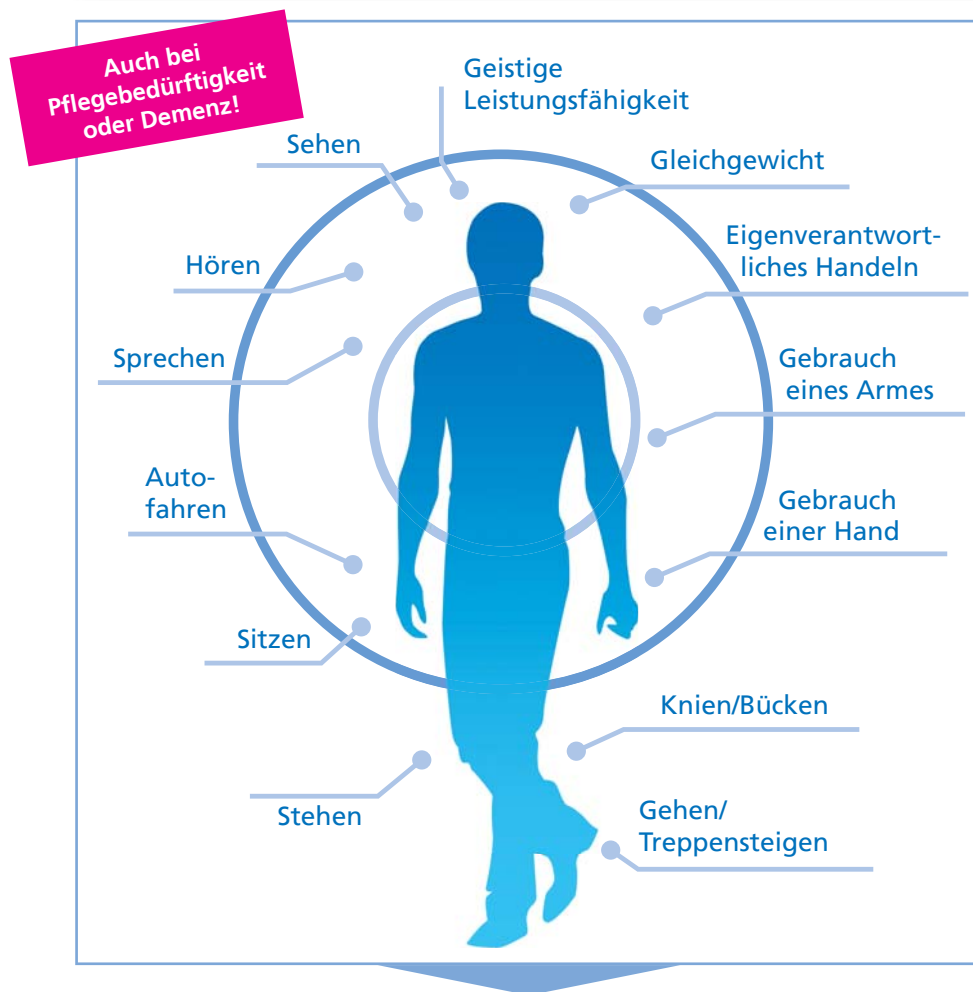 Auch bei
Pflegebedürftigkeit
oder Demenz!
Geistige
Leistungsfähigkeit
Sehen
Gleichgewicht
Hören
Eigenverantwort-
liches Handeln
Sprechen
Gebrauch
eines Armes
Auto-
fahren
Gebrauch
einer Hand
Sitzen
Knien/Bücken
Stehen
Gehen/
Treppensteigen